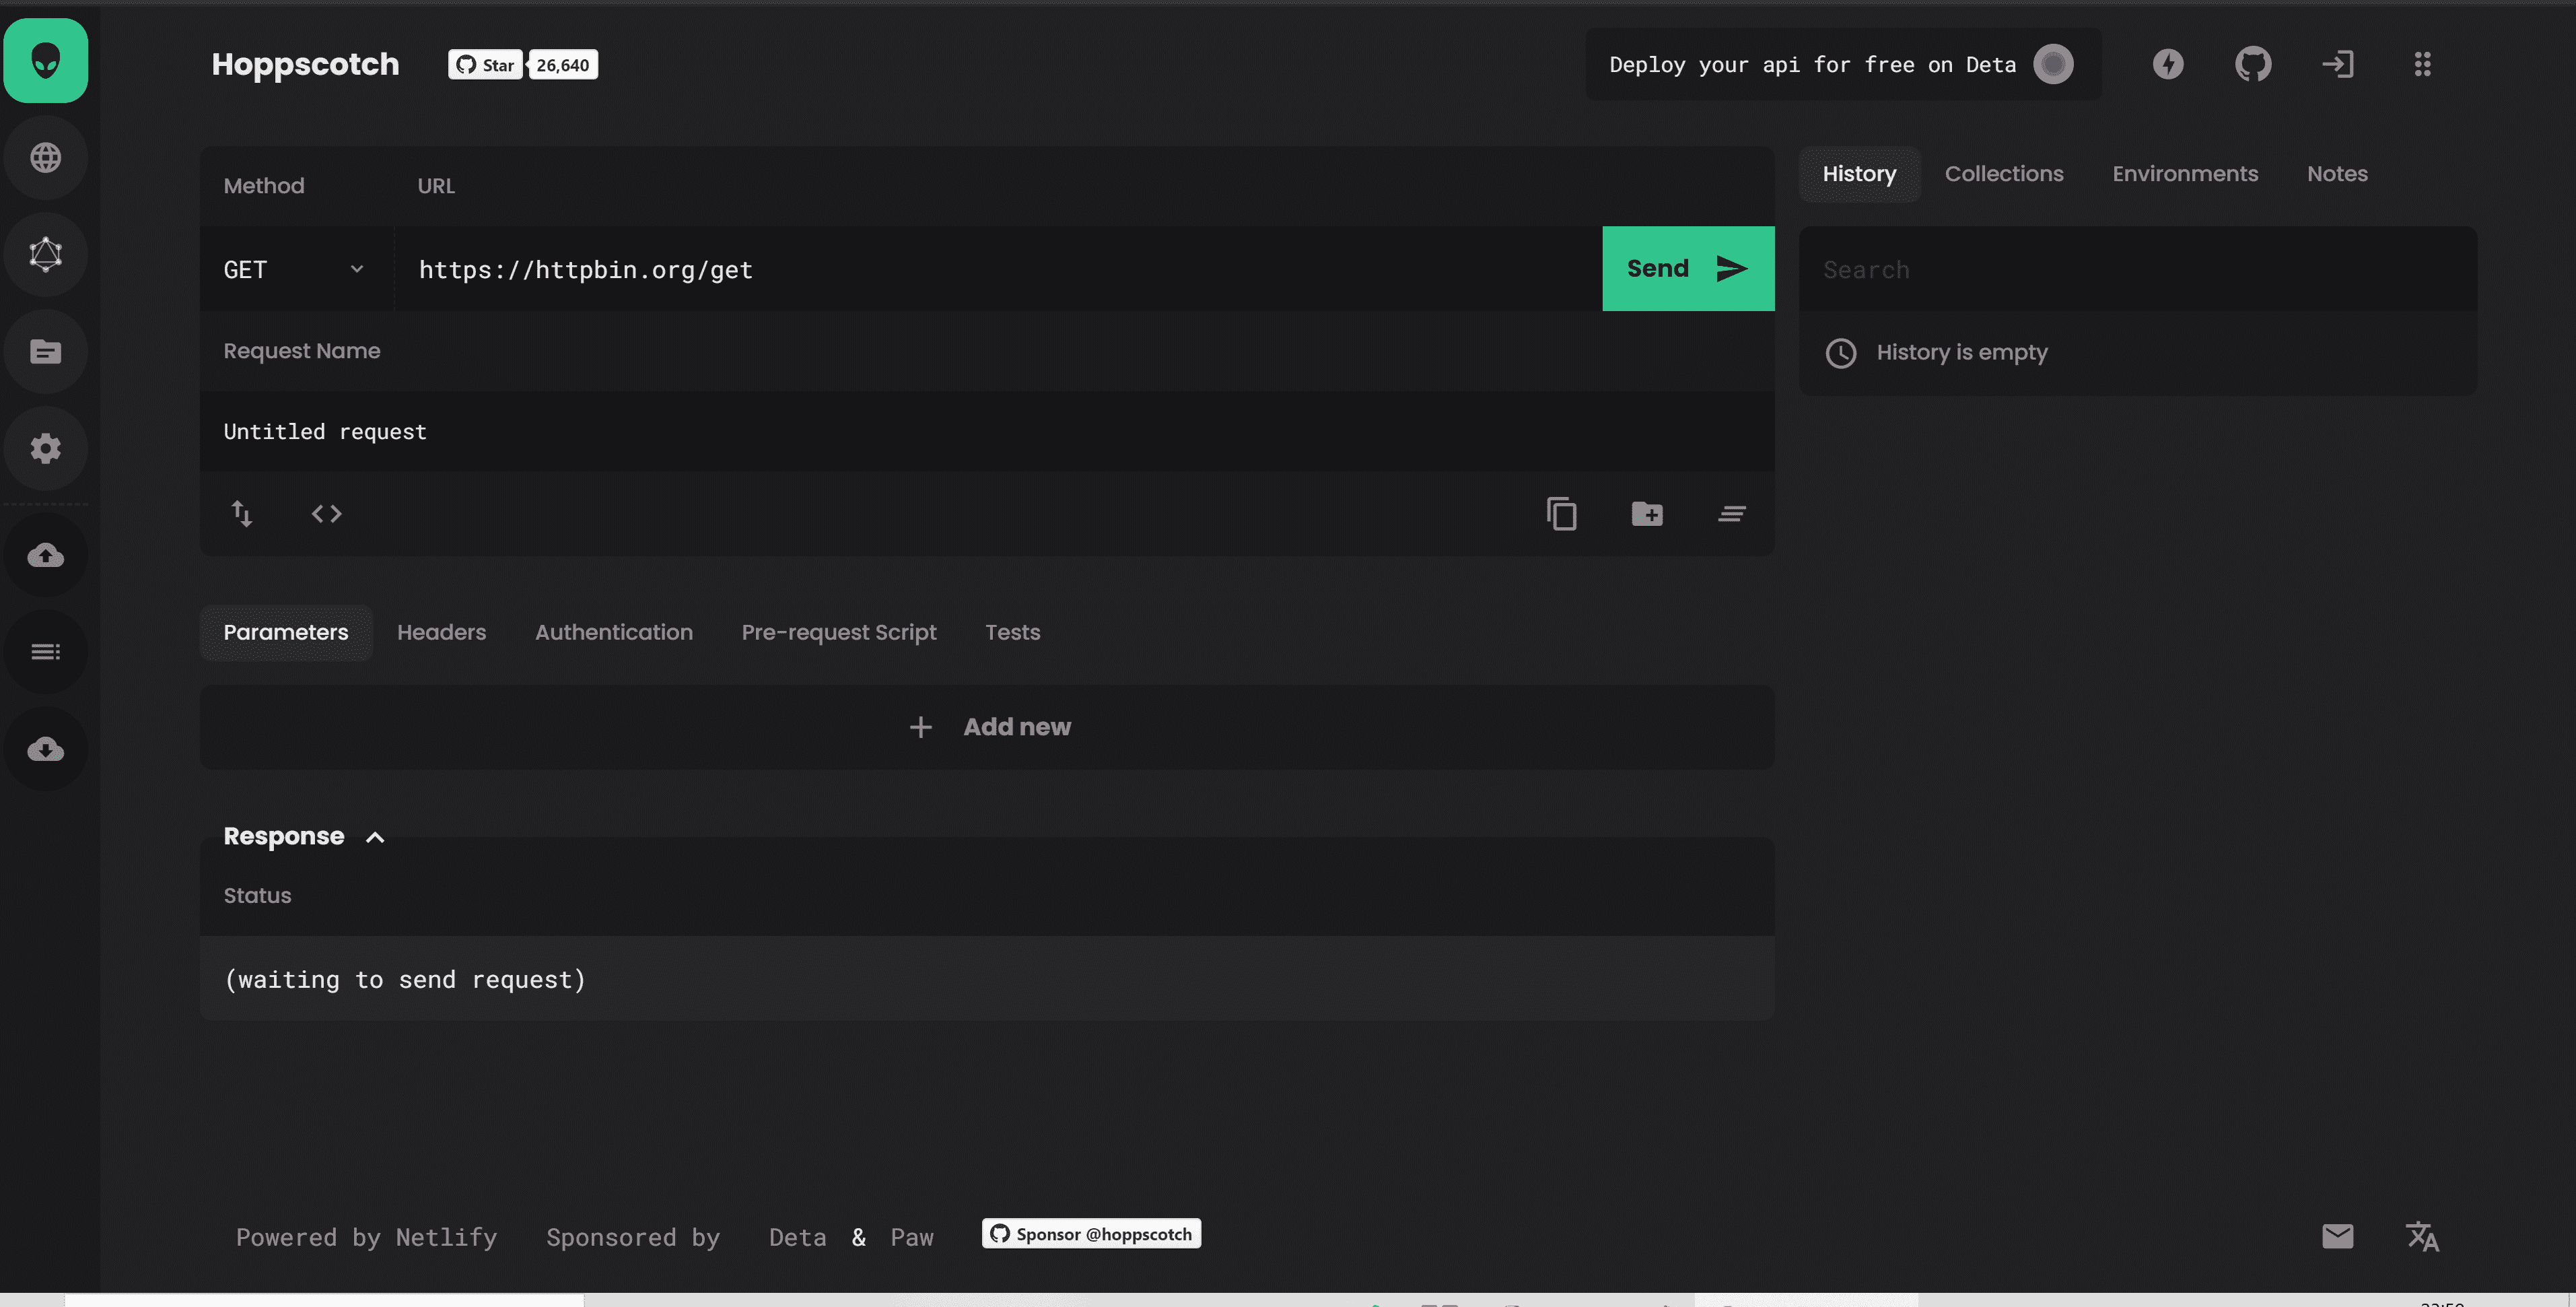 Hoppscotch
Star 26,640
Deploy your api for free on Deta
Method URL
GET https://httpbin.org/get Send
Request Name
Untitled request
Parameters Headers Authentication Pre-request Script Tests
Add new
Response
Status
(waiting to send request)
History Collections Environments Notes
Search
History is empty
Powered by Netlify Sponsored by Deta & Paw Sponsor @hoppscotch